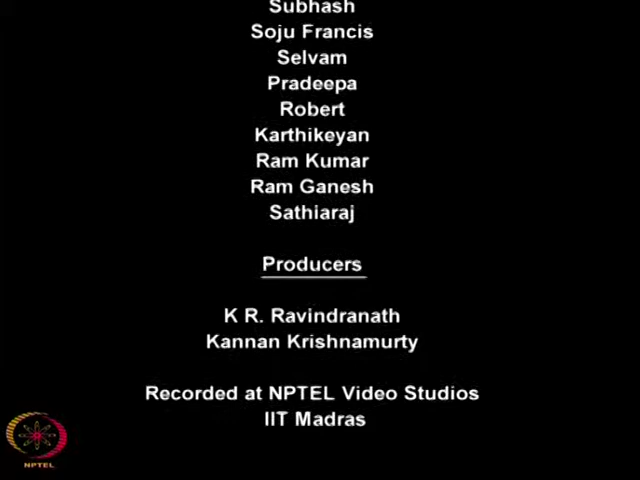 Subhash
Soju Francis
Selvam
Pradeepa
Robert
Karthikeyan
Ram Kumar
Ram Ganesh
Sathiaraj
Producers
K R. Ravindranath
Kannan Krishnamurty
Recorded at NPTEL Video Studios
IIT Madras
NPTEL